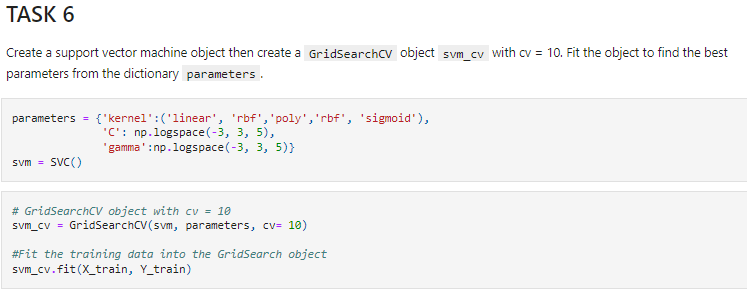 TASK 6
Create a support vector machine object then create a GridSearchCV object svm_cv with cv = 10. Fit the object to find the best
parameters from the dictionary parameters .
parameters = {'kernel':('linear', 'rbf','poly','rbf', 'sigmoid'),
'C': np.logspace(-3, 3, 5),
'gamma':np.logspace(-3, 3, 5)}
svm = SVC()
# GridSearchCV object with cv = 10
svm_cv = GridSearchCV(svm, parameters, cv= 10)
#Fit the training data into the GridSearch object
svm_cv.fit(X_train, Y_train)